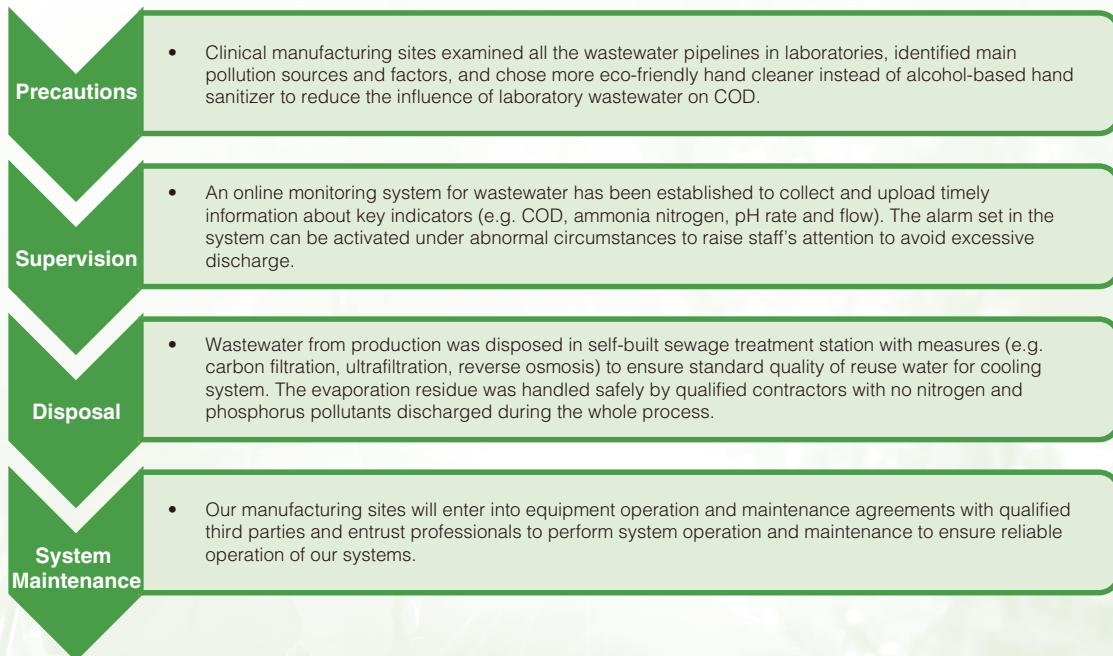 Precautions
• Clinical manufacturing sites examined all the wastewater pipelines in laboratories, identified main
pollution sources and factors, and chose more eco-friendly hand cleaner instead of alcohol-based hand
sanitizer to reduce the influence of laboratory wastewater on COD.
Supervision
• An online monitoring system for wastewater has been established to collect and upload timely
information about key indicators (e.g. COD, ammonia nitrogen, pH rate and flow). The alarm set in the
system can be activated under abnormal circumstances to raise staff's attention to avoid excessive
discharge.
Disposal
• Wastewater from production was disposed in self-built sewage treatment station with measures (e.g.
carbon filtration, ultrafiltration, reverse osmosis) to ensure standard quality of reuse water for cooling
system. The evaporation residue was handled safely by qualified contractors with no nitrogen and
phosphorus pollutants discharged during the whole process.
System
Maintenance
• Our manufacturing sites will enter into equipment operation and maintenance agreements with qualified
third parties and entrust professionals to perform system operation and maintenance to ensure reliable
operation of our systems.